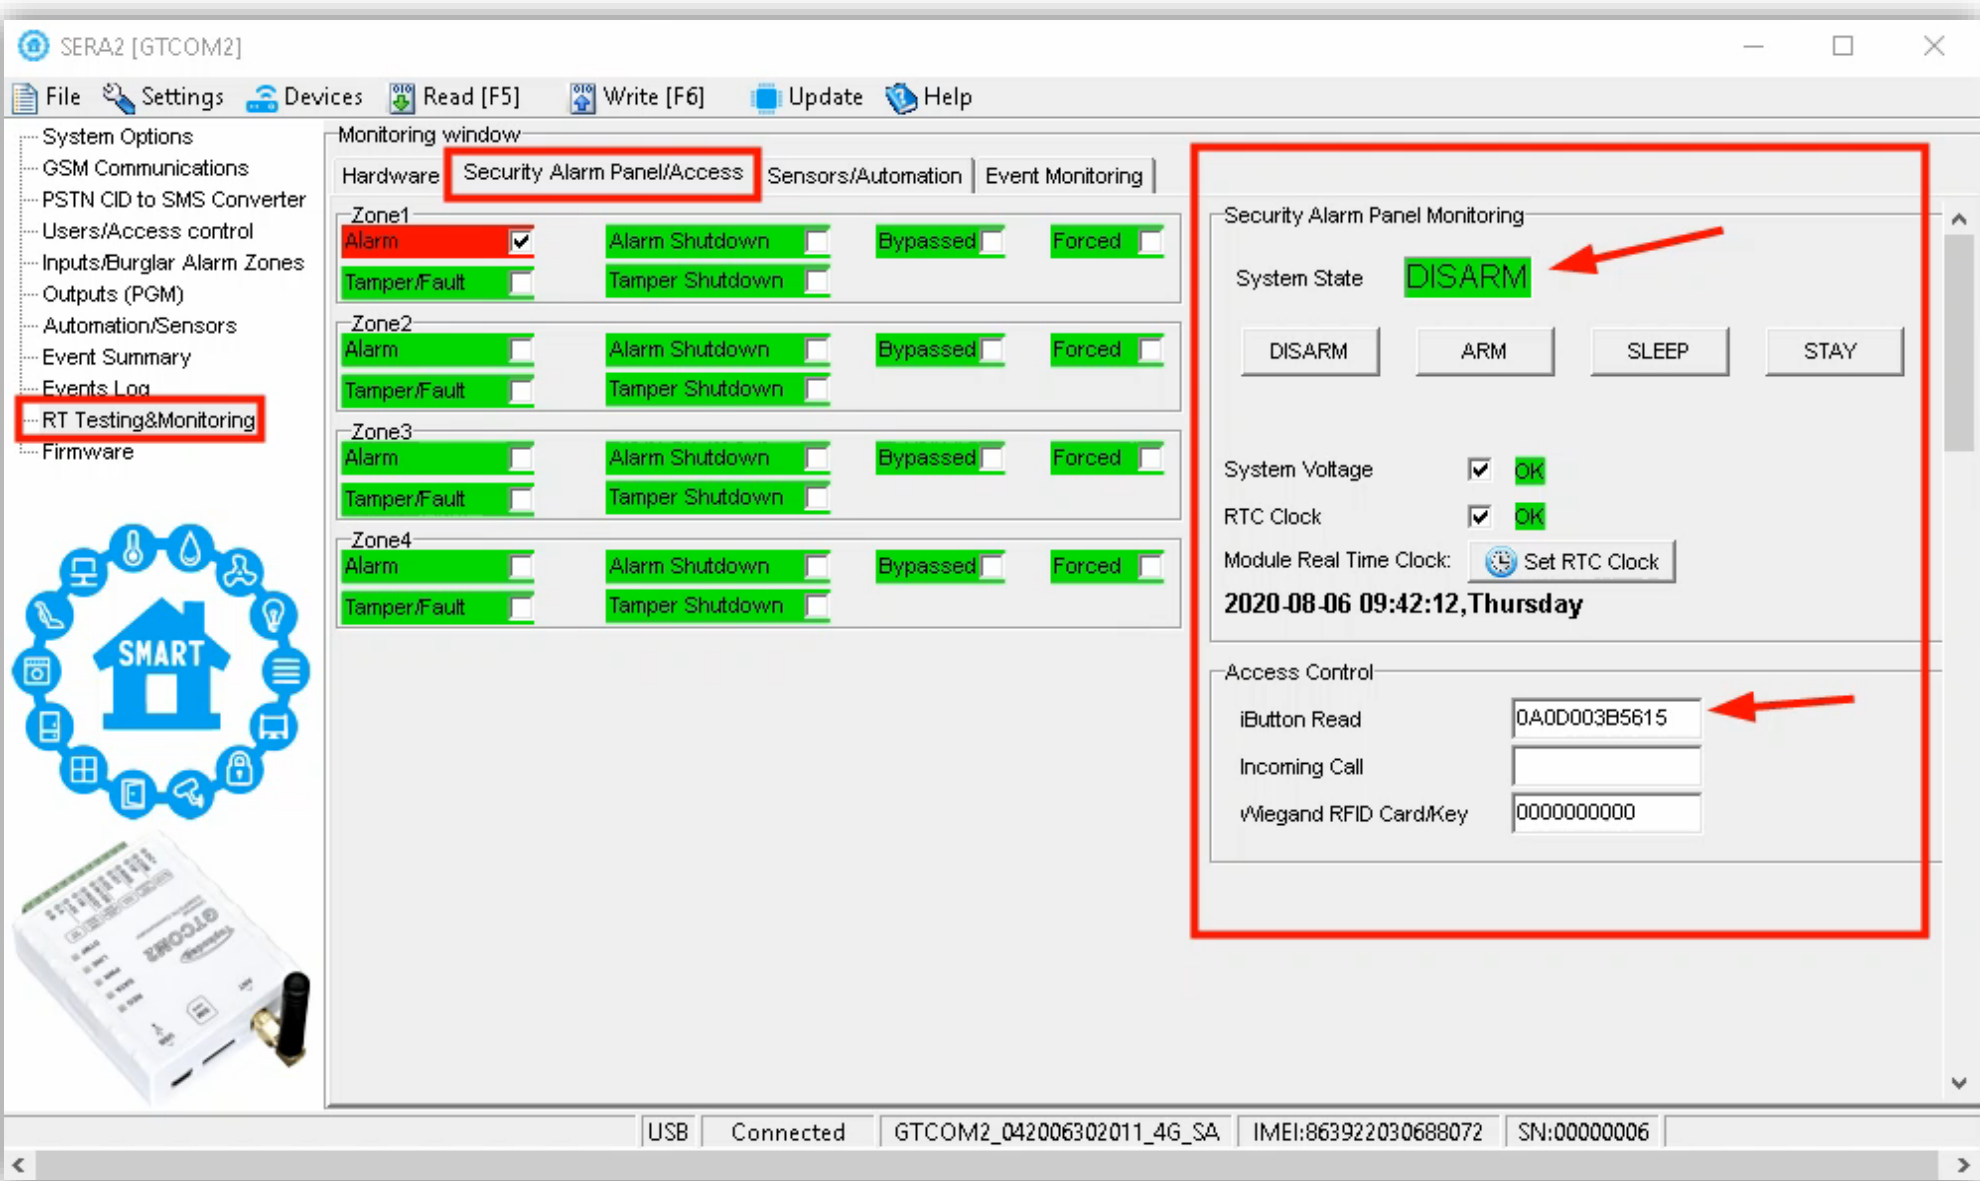 SERA2 [GTCOM2]
File Settings Devices Read [F5] Write [F6] Update Help
System Options
GSM Communications
PSTN CID to SMS Converter
Users/Access control
Inputs/Burglar Alarm Zones
Outputs (PGM)
Automation/Sensors
Event Summary
Events Log
RT Testing&Monitoring
Firmware
SMART
GTCOM2
Monitoring window
Hardware Security Alarm Panel/Access Sensors/Automation Event Monitoring
Zone1
Alarm Alarm Shutdown Bypassed Forced
Tamper/Fault Tamper Shutdown
Zone2
Alarm Alarm Shutdown Bypassed Forced
Tamper/Fault Tamper Shutdown
Zone3
Alarm Alarm Shutdown Bypassed Forced
Tamper/Fault Tamper Shutdown
Zone4
Alarm Alarm Shutdown Bypassed Forced
Tamper/Fault Tamper Shutdown
Security Alarm Panel Monitoring
System State DISARM
DISARM ARM SLEEP STAY
System Voltage OK
RTC Clock OK
Module Real Time Clock: Set RTC Clock
2020-08-06 09:42:12,Thursday
Access Control
iButton Read 0A0D003B5615
Incoming Call
Wiegand RFID Card/Key 0000000000
USB Connected GTCOM2_042006302011_4G_SA IMEI:863922030688072 SN:00000006